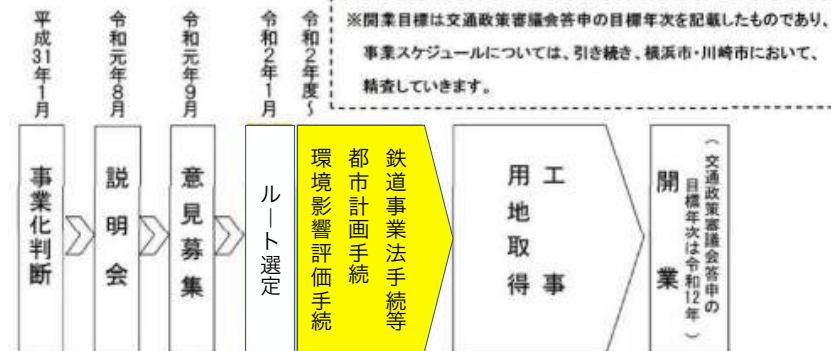 ※開業目標は交通政策審議会答申の目標年次を記載したものであり、
事業スケジュールについては、引き続き、横浜市・川崎市において、
精査していきます。
平成31年1月
令和元年8月
令和元年9月
令和2年1月
令和2年度~
事業化判断
説明会
意見募集
ルート選定
鉄道事業法手続等
都市計画手続
環境影響評価手続
工事
用地取得
(交通政策審議会答申の
目標年次は令和12年)
開業